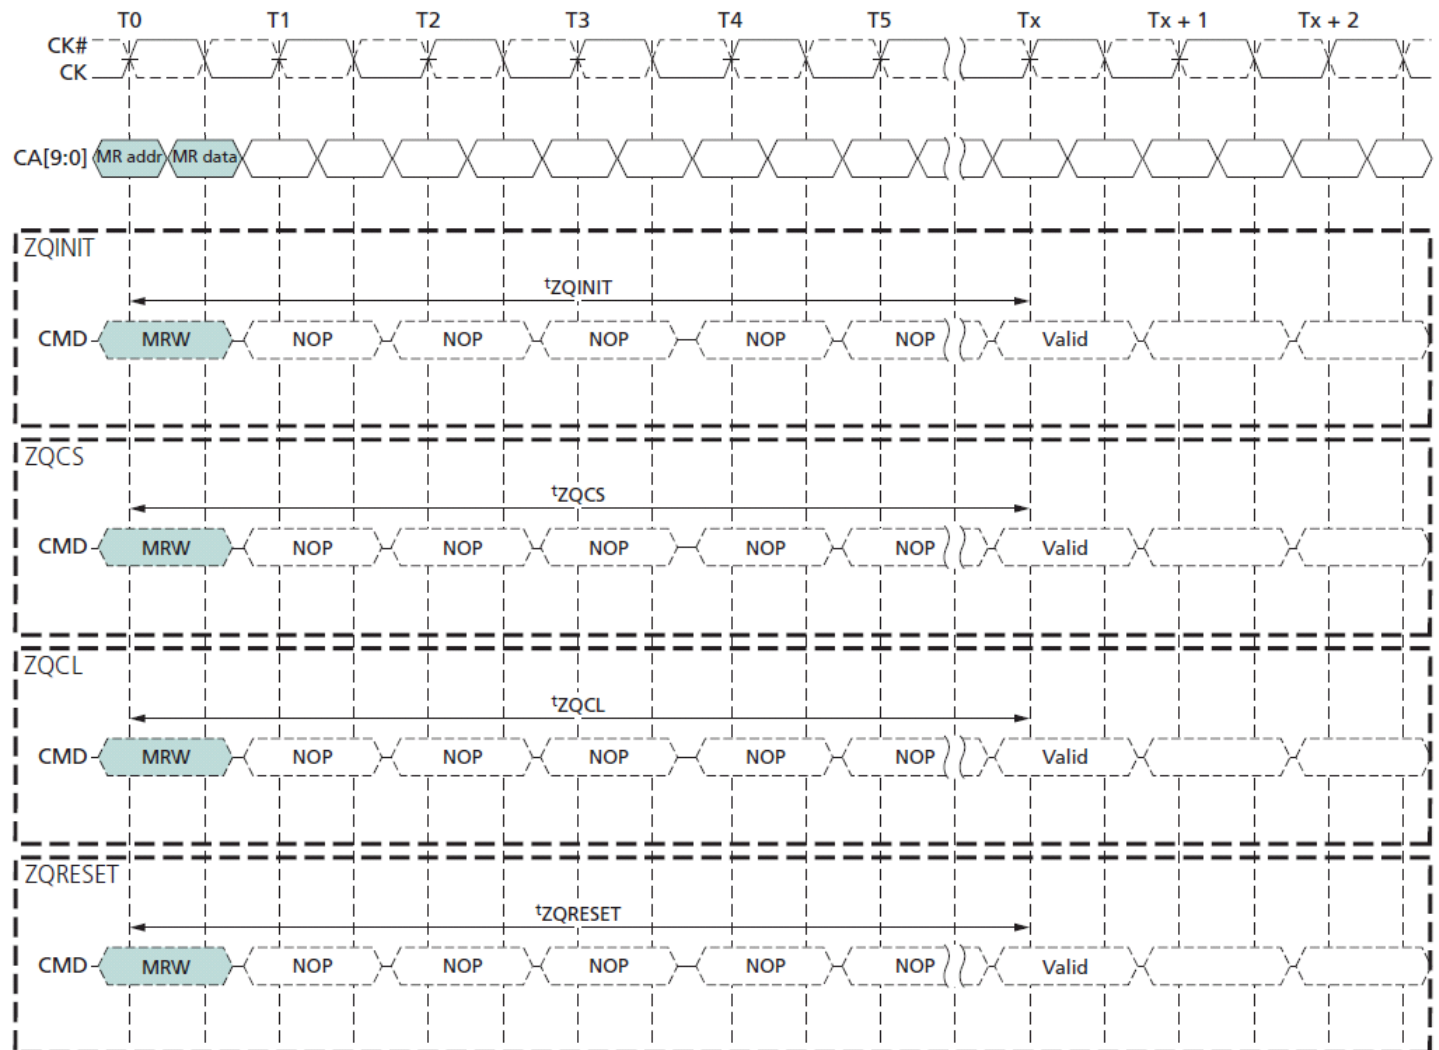 T0 T1 T2 T3 T4 T5 Tx Tx + 1 Tx + 2
CK#
CK
CA[9:0] MR addr MR data
ZQINIT
tZQINIT
CMD MRW NOP NOP NOP NOP NOP Valid
ZQCS
tZQCS
CMD MRW NOP NOP NOP NOP NOP Valid
ZQCL
tZQCL
CMD MRW NOP NOP NOP NOP NOP Valid
ZQRESET
tZQRESET
CMD MRW NOP NOP NOP NOP NOP Valid